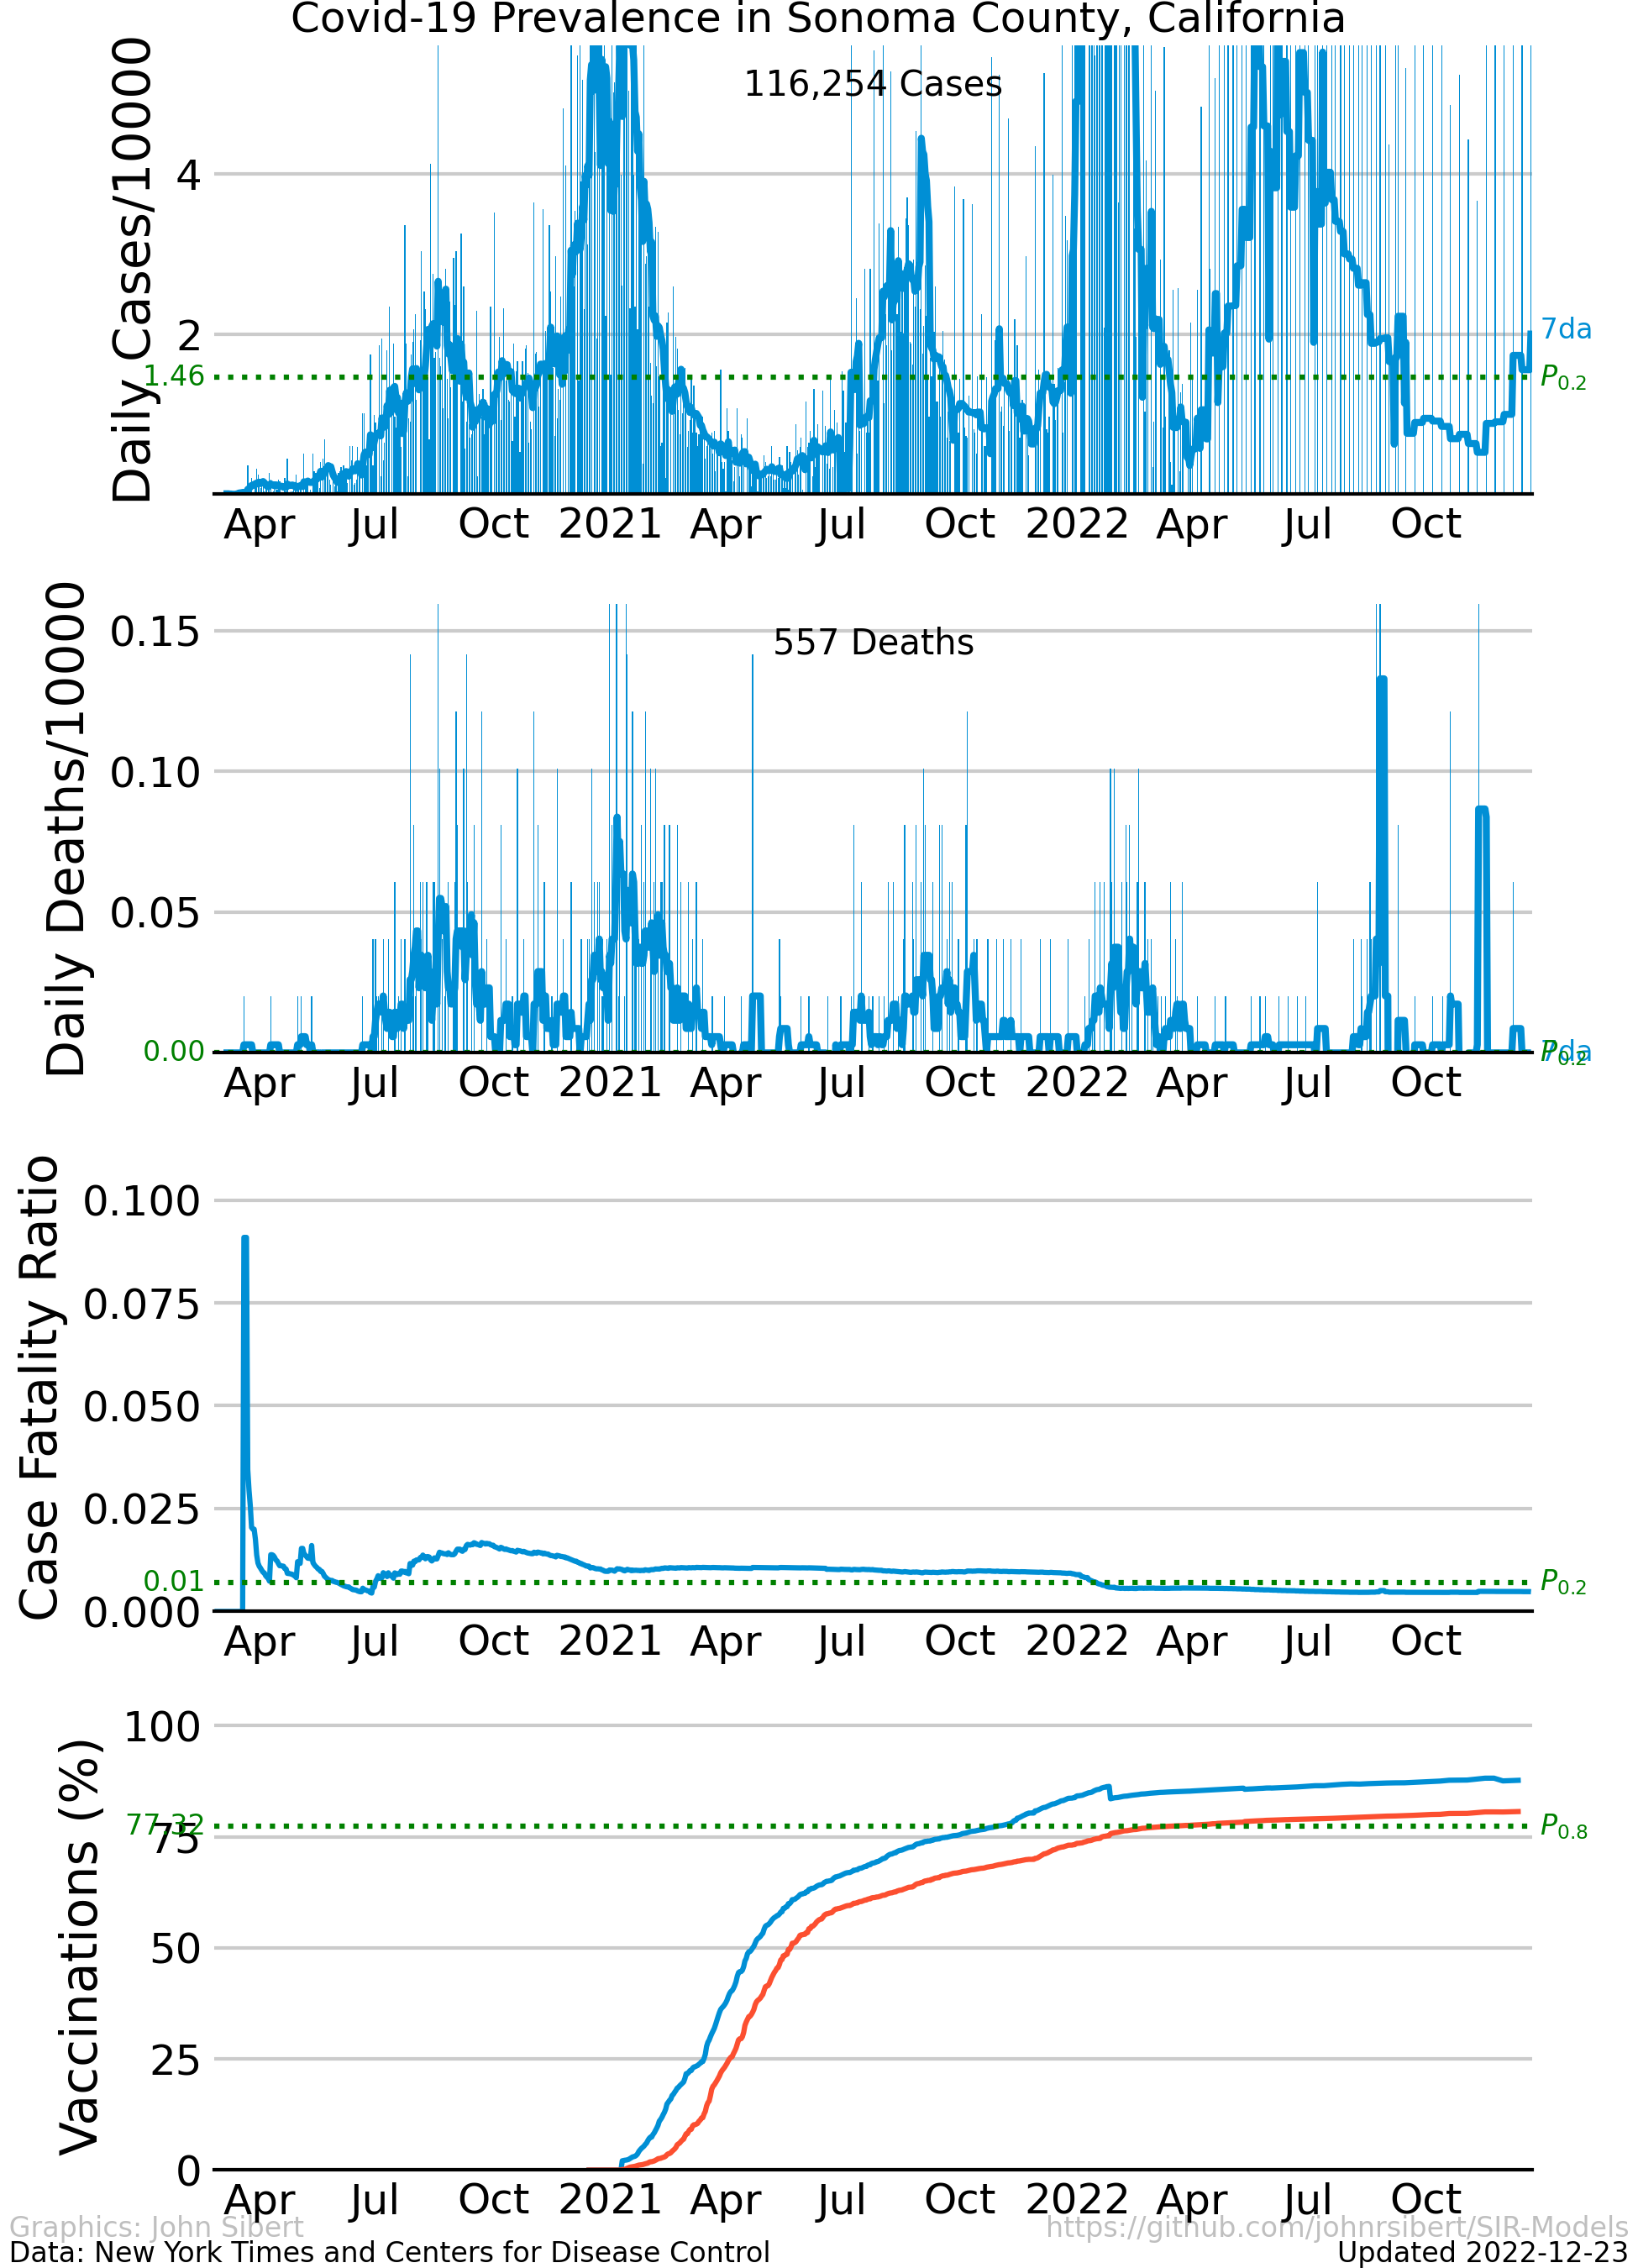 Covid-19 Prevalence in Sonoma County, California
Daily Cases/10000
116,254 Cases
4
2
1.46
7da
P0.2
Apr Jul Oct 2021 Apr Jul Oct 2022 Apr Jul Oct
Daily Deaths/10000
557 Deaths
0.15
0.10
0.05
0.00
7da
P0.2
Apr Jul Oct 2021 Apr Jul Oct 2022 Apr Jul Oct
Case Fatality Ratio
0.100
0.075
0.050
0.025
0.01
0.000
P0.2
Apr Jul Oct 2021 Apr Jul Oct 2022 Apr Jul Oct
Vaccinations (%)
100
77.32
75
50
25
0
P0.8
Apr Jul Oct 2021 Apr Jul Oct 2022 Apr Jul Oct
Graphics: John Sibert
https://github.com/johnrsibert/SIR-Models
Data: New York Times and Centers for Disease Control
Updated 2022-12-23